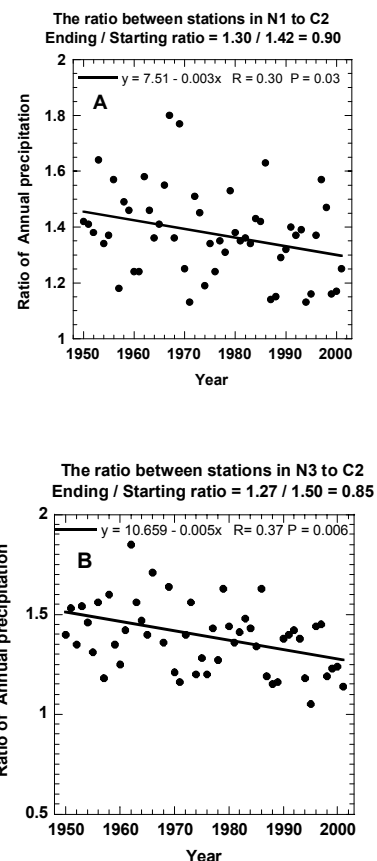 The ratio between stations in N1 to C2
Ending / Starting ratio = 1.30 / 1.42 = 0.90
2
y = 7.51 - 0.003x R = 0.30 P = 0.03
A
1.8
1.6
1.4
1.2
1
Ratio of Annual precipitation
1950 1960 1970 1980 1990 2000
Year
The ratio between stations in N3 to C2
Ending / Starting ratio = 1.27 / 1.50 = 0.85
2
y = 10.659 - 0.005x R= 0.37 P = 0.006
B
1.5
1
0.5
Ratio of Annual precipitation
1950 1960 1970 1980 1990 2000
Year